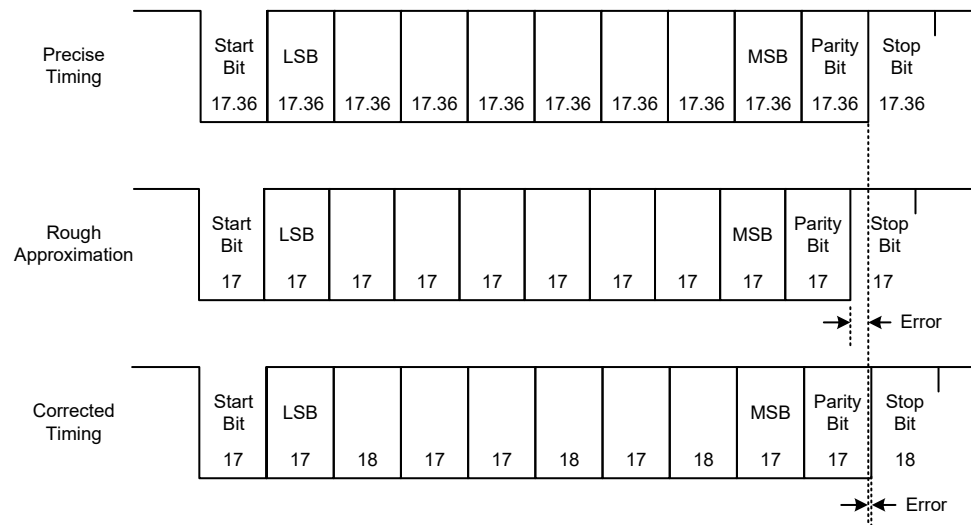 Precise
Timing
Start
Bit
LSB
MSB
Parity
Bit
Stop
Bit
17.36 17.36 17.36 17.36 17.36 17.36 17.36 17.36 17.36 17.36 17.36
Rough
Approximation
Start
Bit
LSB
MSB
Parity
Bit
Stop
Bit
17 17 17 17 17 17 17 17 17 17 17
Error
Corrected
Timing
Start
Bit
LSB
MSB
Parity
Bit
Stop
Bit
17 17 18 17 17 18 17 18 17 17 18
Error